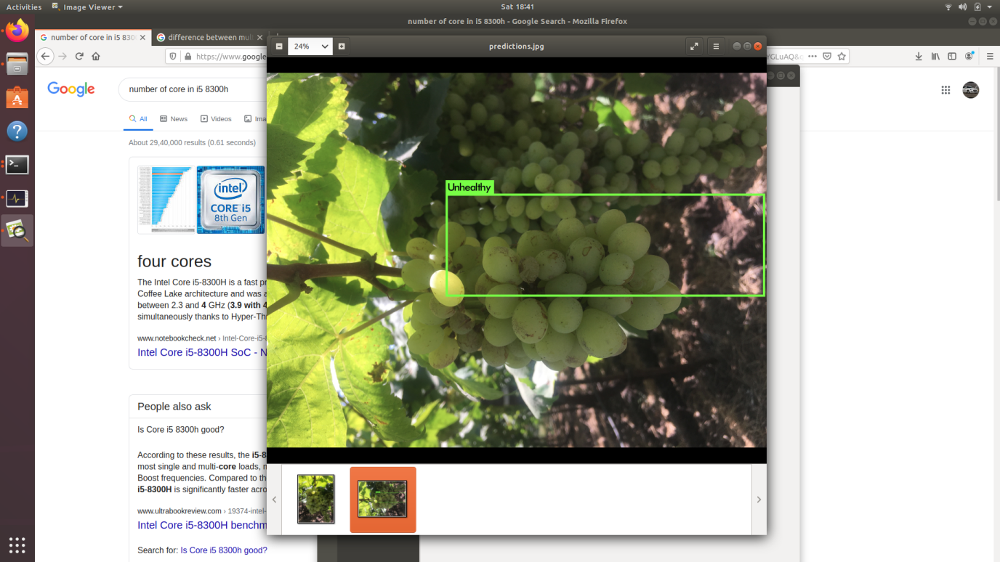 Activities
Image Viewer
Sat 18:41
number of core in i5 8300h - Google Search - Mozilla Firefox
number of core in i5 830
difference between mul
https://www.google
YGLuAQ&
24%
predictions.jpg
Google
number of core in i5 8300h
All
News
Videos
Ima
About 29,40,000 results (0.61 seconds)
intel
CORE i5
8th Gen
four cores
The Intel Core i5-8300H is a fast pr
Coffee Lake architecture and was a
between 2.3 and 4 GHz (3.9 with 4
simultaneously thanks to Hyper-Th
www.notebookcheck.net › Intel-Core-i5-
Intel Core i5-8300H SoC - N
People also ask
Is Core i5 8300h good?
According to these results, the i5-8
most single and multi-core loads, m
Boost frequencies. Compared to th
i5-8300H is significantly faster acro
www.ultrabookreview.com › 19374-intel-
Intel Core i5-8300H benchm
Search for: Is Core i5 8300h good?
Unhealthy